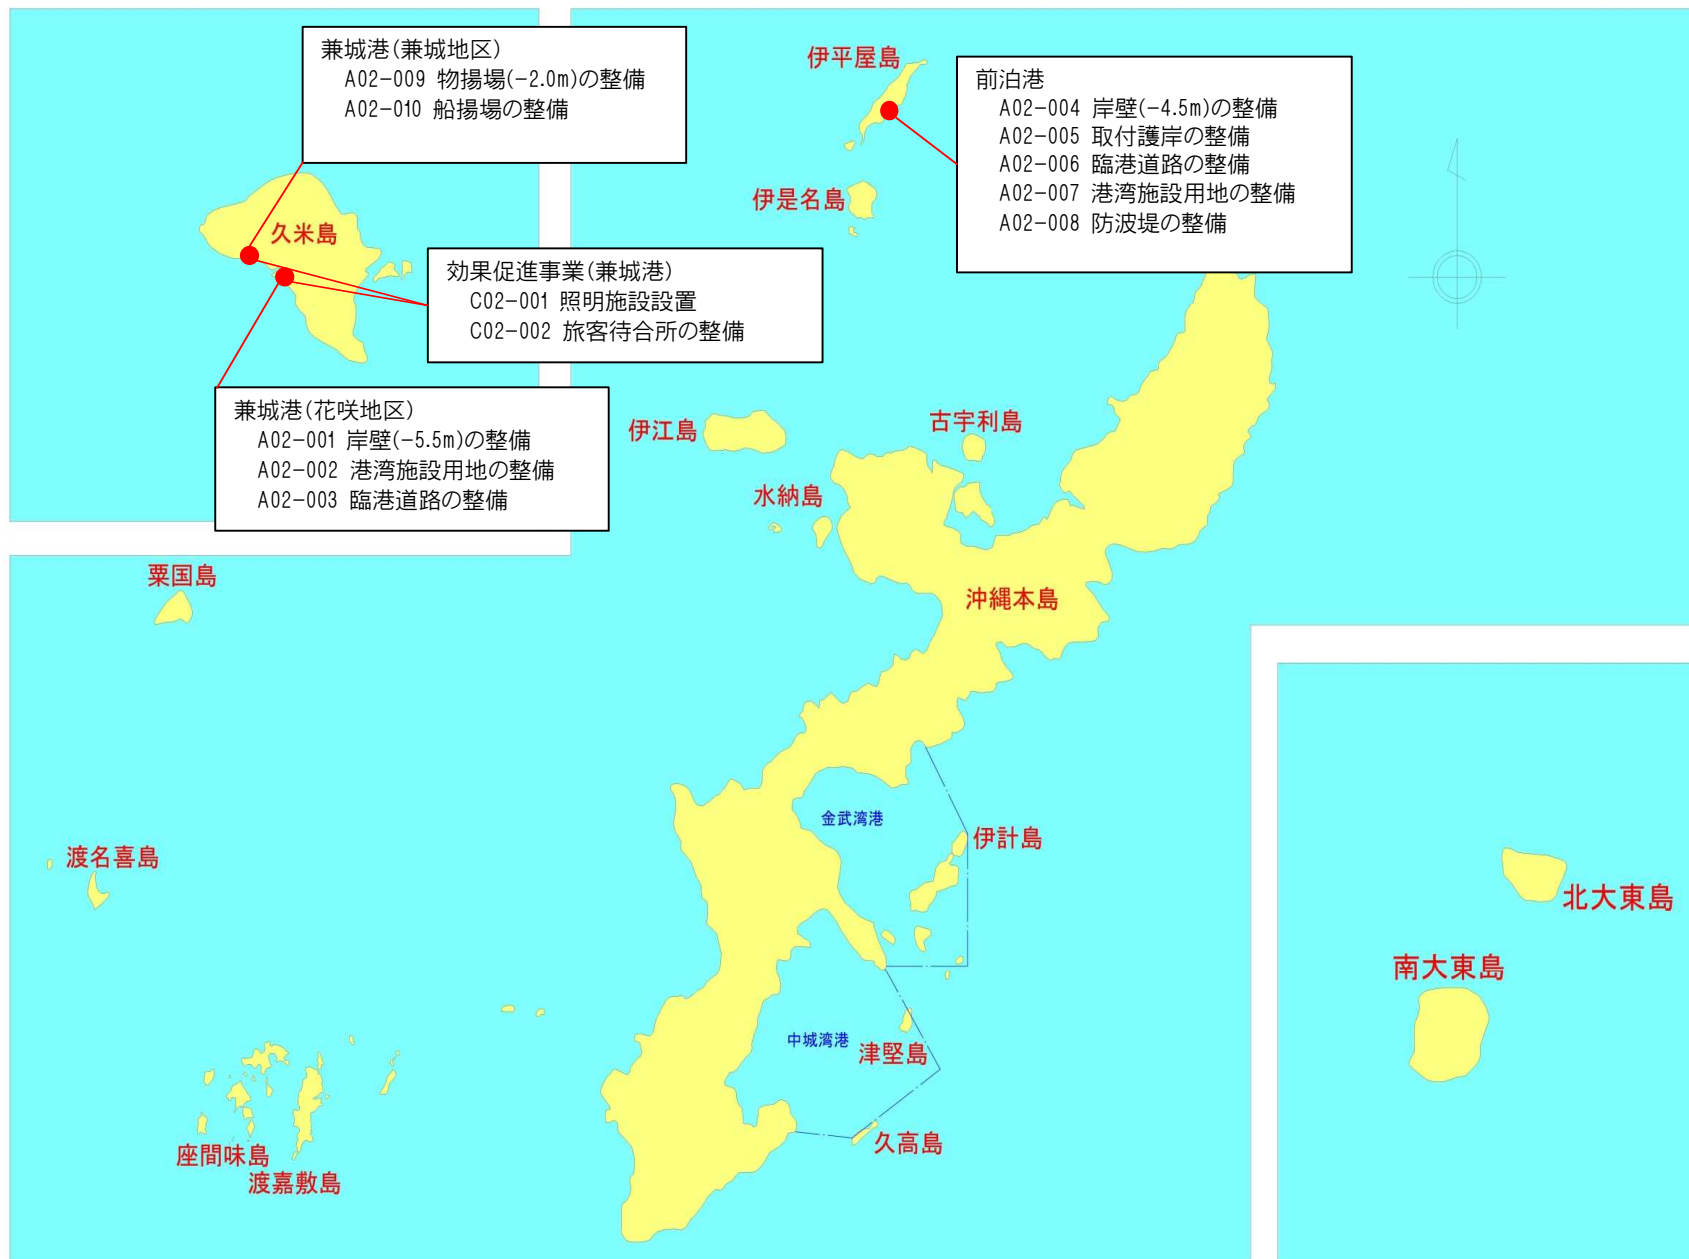 兼城港(兼城地区)
A02-009 物揚場(-2.0m)の整備
A02-010 船揚場の整備
伊平屋島
前泊港
A02-004 岸壁(-4.5m)の整備
A02-005 取付護岸の整備
A02-006 臨港道路の整備
A02-007 港湾施設用地の整備
A02-008 防波堤の整備
伊是名島
久米島
効果促進事業(兼城港)
C02-001 照明施設設置
C02-002 旅客待合所の整備
兼城港(花咲地区)
A02-001 岸壁(-5.5m)の整備
A02-002 港湾施設用地の整備
A02-003 臨港道路の整備
伊江島
古宇利島
水納島
粟国島
沖縄本島
金武湾港
伊計島
渡名喜島
北大東島
南大東島
中城湾港
津堅島
久高島
座間味島
渡嘉敷島